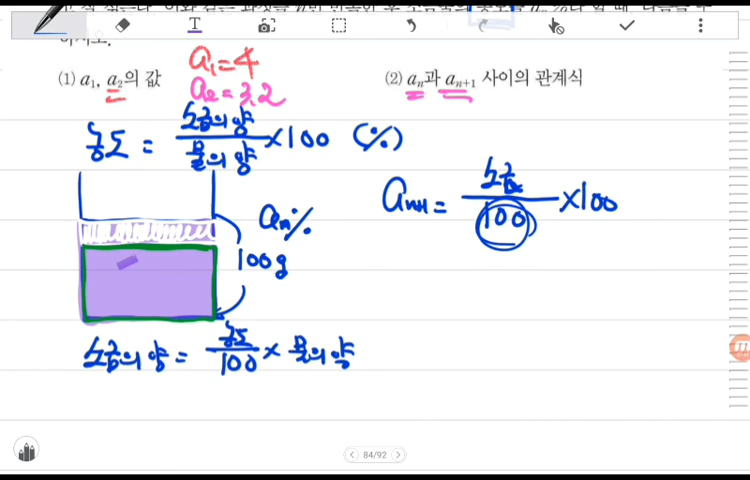 (1) a₁, a₂의 값
a₁=4
a₂=3.2
(2) aₙ과 aₙ₊₁ 사이의 관계식
농도 = 소금의 양/물의 양 ×100 (%)
aₙ%
100g
aₙ₊₁ = 소금/100 ×100
소금의 양 = 농도/100 × 물의 양
84/92